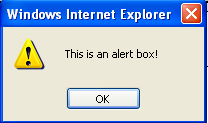 Windows Internet Explorer
This is an alert box!
OK